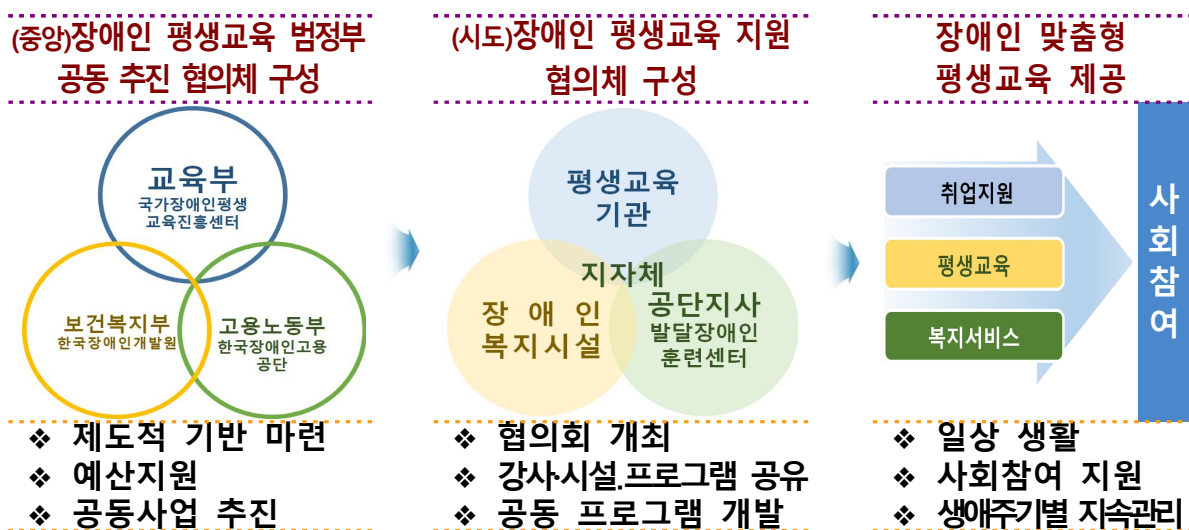 (중앙)장애인 평생교육 범정부
공동 추진 협의체 구성
교육부
국가장애인평생
교육진흥센터
보건복지부
한국장애인개발원
고용노동부
한국장애인고용
공단
❖ 제도적 기반 마련
❖ 예산지원
❖ 공동사업 추진
(시도)장애인 평생교육 지원
협의체 구성
평생교육
기관
지자체
장 애 인
복지시설
공단지사
발달장애인
훈련센터
❖ 협의회 개최
❖ 강사·시설.프로그램 공유
❖ 공동 프로그램 개발
장애인 맞춤형
평생교육 제공
취업지원
평생교육
복지서비스
사
회
참
여
❖ 일상 생활
❖ 사회참여 지원
❖ 생애주기별 지속관리